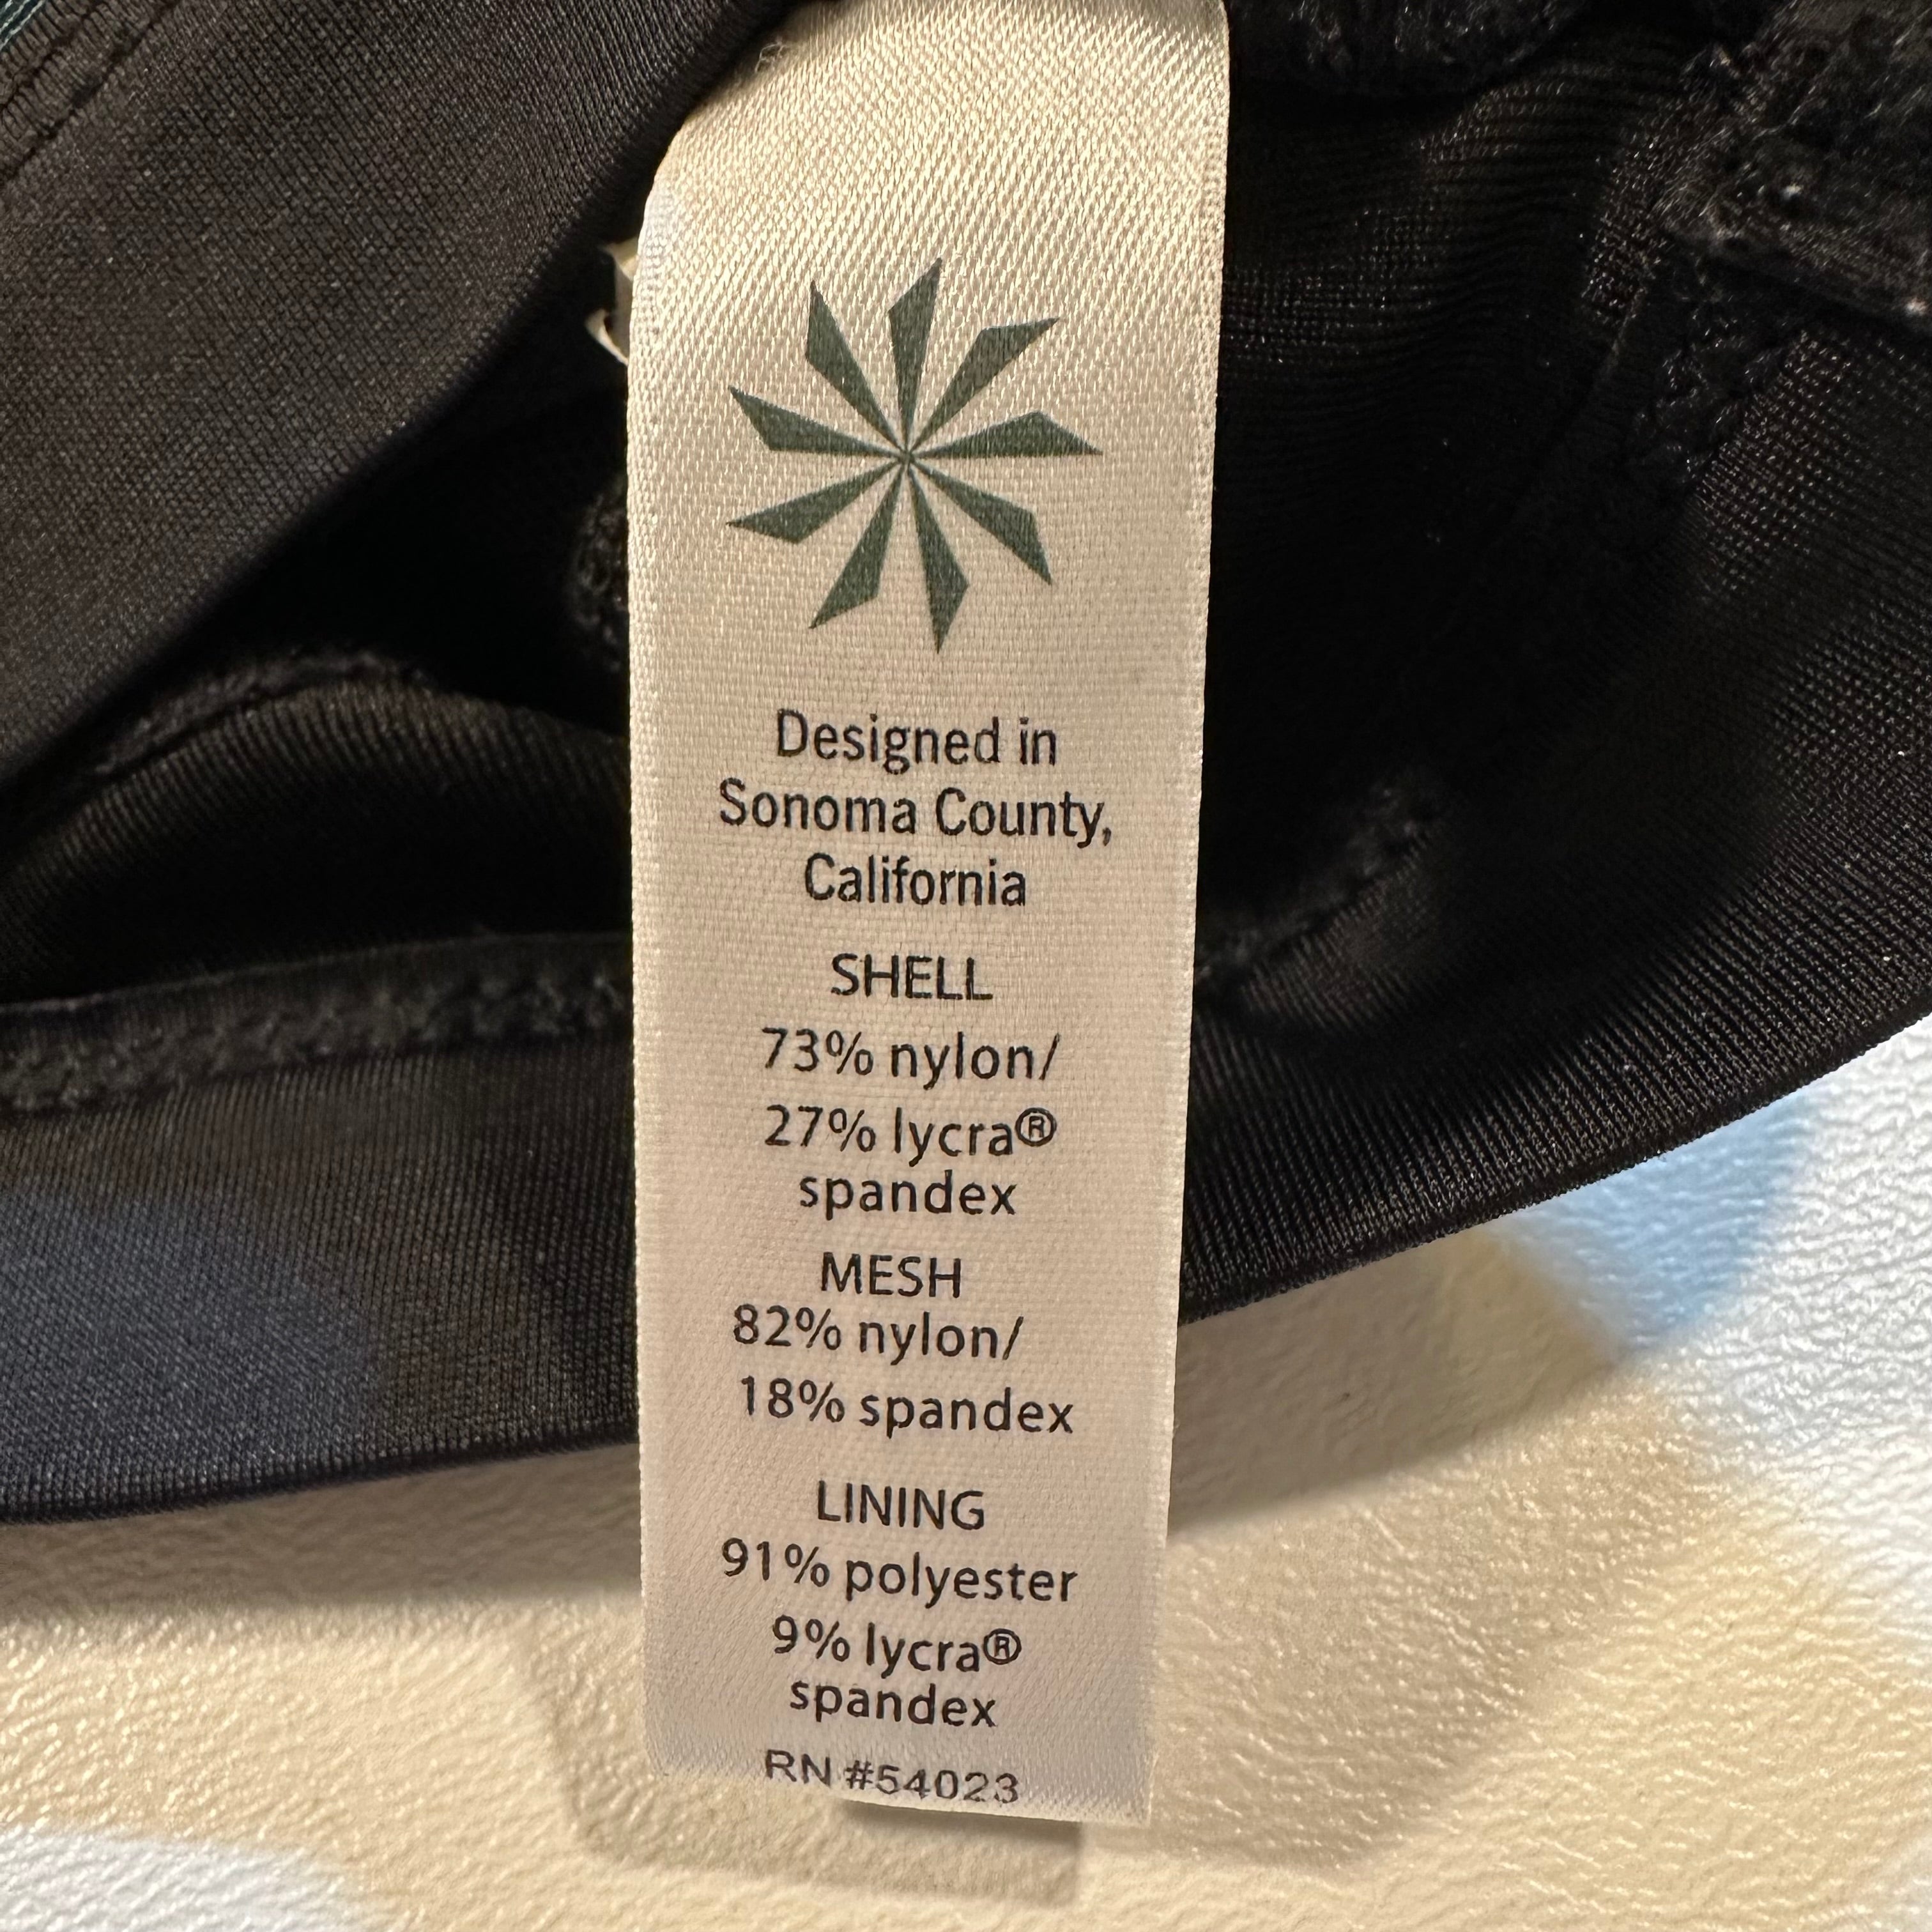 Designed in
Sonoma County,
California
SHELL
73% nylon/
27% lycra®
spandex
MESH
82% nylon/
18% spandex
LINING
91% polyester
9% lycra®
spandex
RN #54023